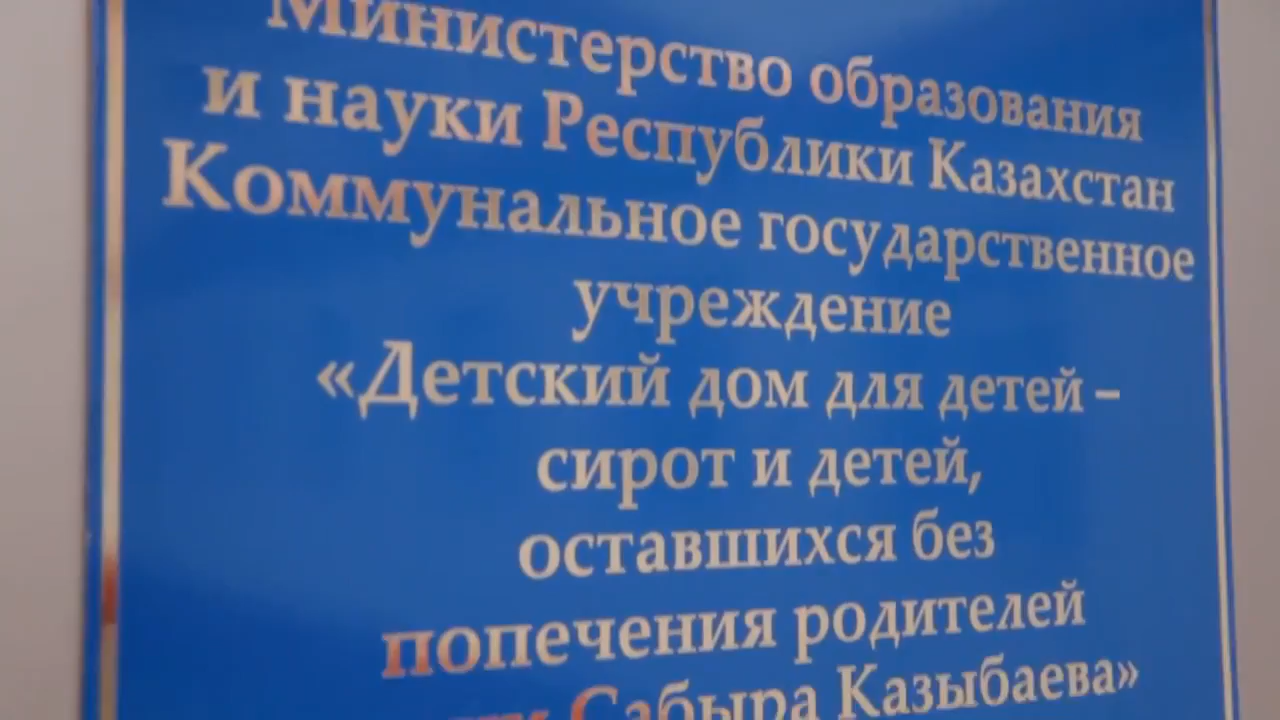 Министерство образования
и науки Республики Казахстан
Коммунальное государственное
учреждение
«Детский дом для детей –
сирот и детей,
оставшихся без
попечения родителей
Сабыра Казыбаева»